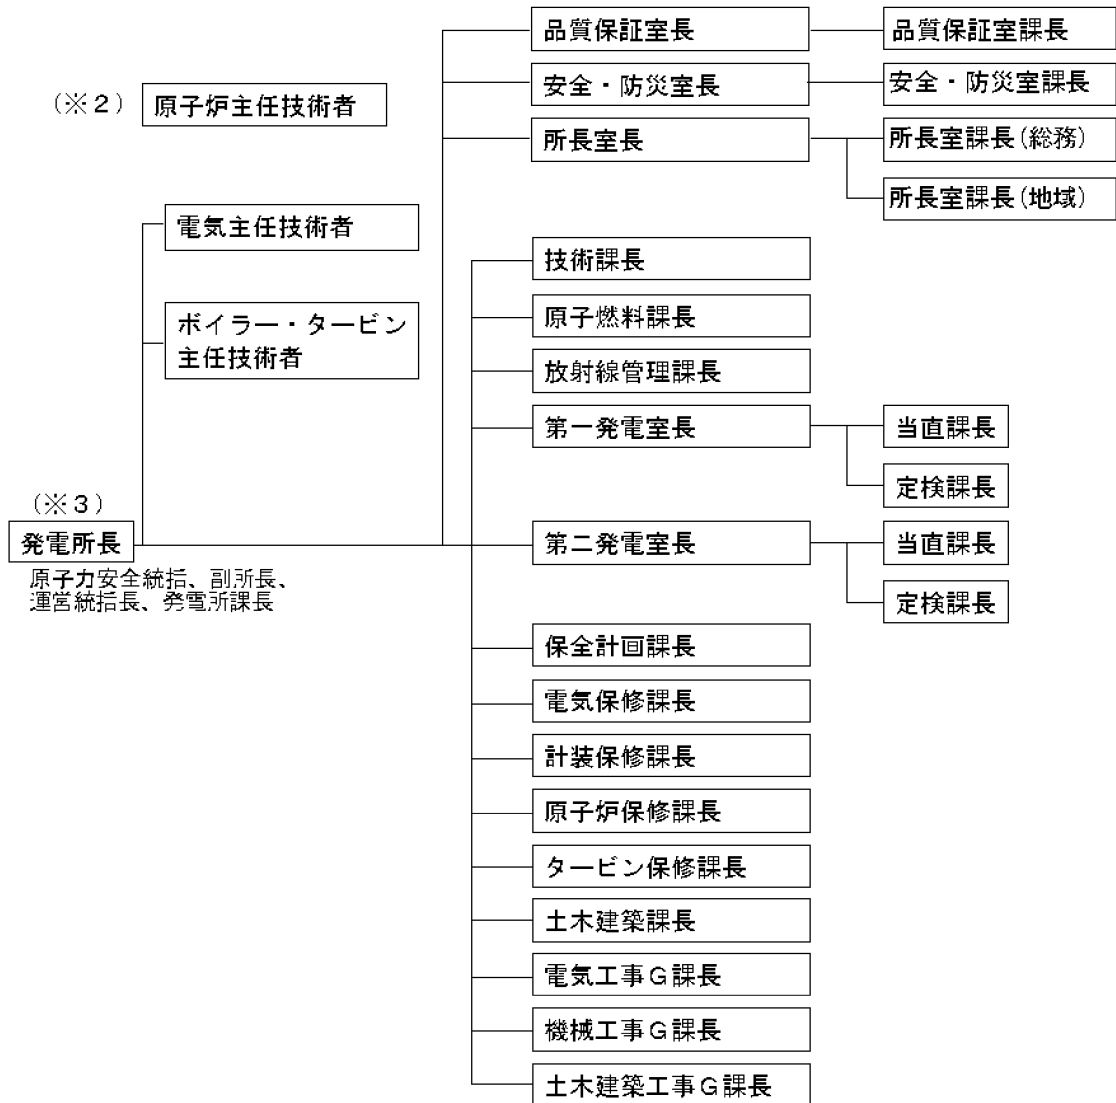 品質保証室長
品質保証室課長
安全・防災室長
安全・防災室課長
(※2)
原子炉主任技術者
所長室長
所長室課長(総務)
所長室課長(地域)
電気主任技術者
技術課長
ボイラー・タービン
主任技術者
原子燃料課長
放射線管理課長
第一発電室長
当直課長
定検課長
(※3)
発電所長
原子力安全統括、副所長、
運営統括長、発電所課長
第二発電室長
当直課長
定検課長
保全計画課長
電気保修課長
計装保修課長
原子炉保修課長
タービン保修課長
土木建築課長
電気工事G課長
機械工事G課長
土木建築工事G課長